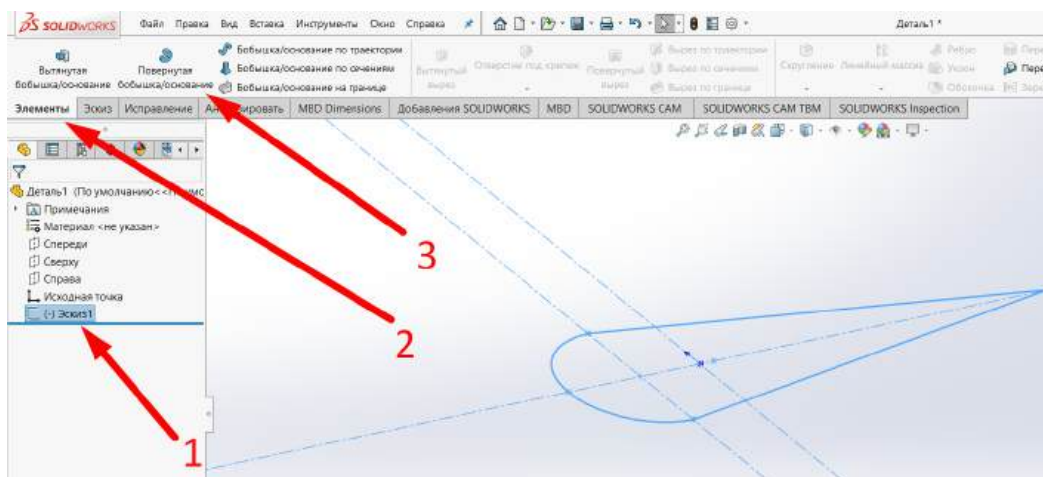 SOLIDWORKS Файл Правка Вид Вставка Инструменты Окно Справка Деталь1 *
Вытянутая бобышка/основание
Повернутая бобышка/основание
Бобышка/основание по траектории
Бобышка/основание по сечениям
Бобышка/основание на границе
Вытянутый вырез
Отверстие под крепеж
Повернутый вырез
Вырез по траектории
Вырез по сечениям
Вырез по границе
Скругление
Линейный массив
Ребро
Уклон
Оболочка
Элементы Эскиз Исправление MBD Dimensions Добавления SOLIDWORKS MBD SOLIDWORKS CAM SOLIDWORKS CAM TBM SOLIDWORKS Inspection
Деталь1 (По умолчанию<
Примечания
Материал <не указан>
Спереди
Сверху
Справа
Исходная точка
(-) Эскиз1
1
2
3